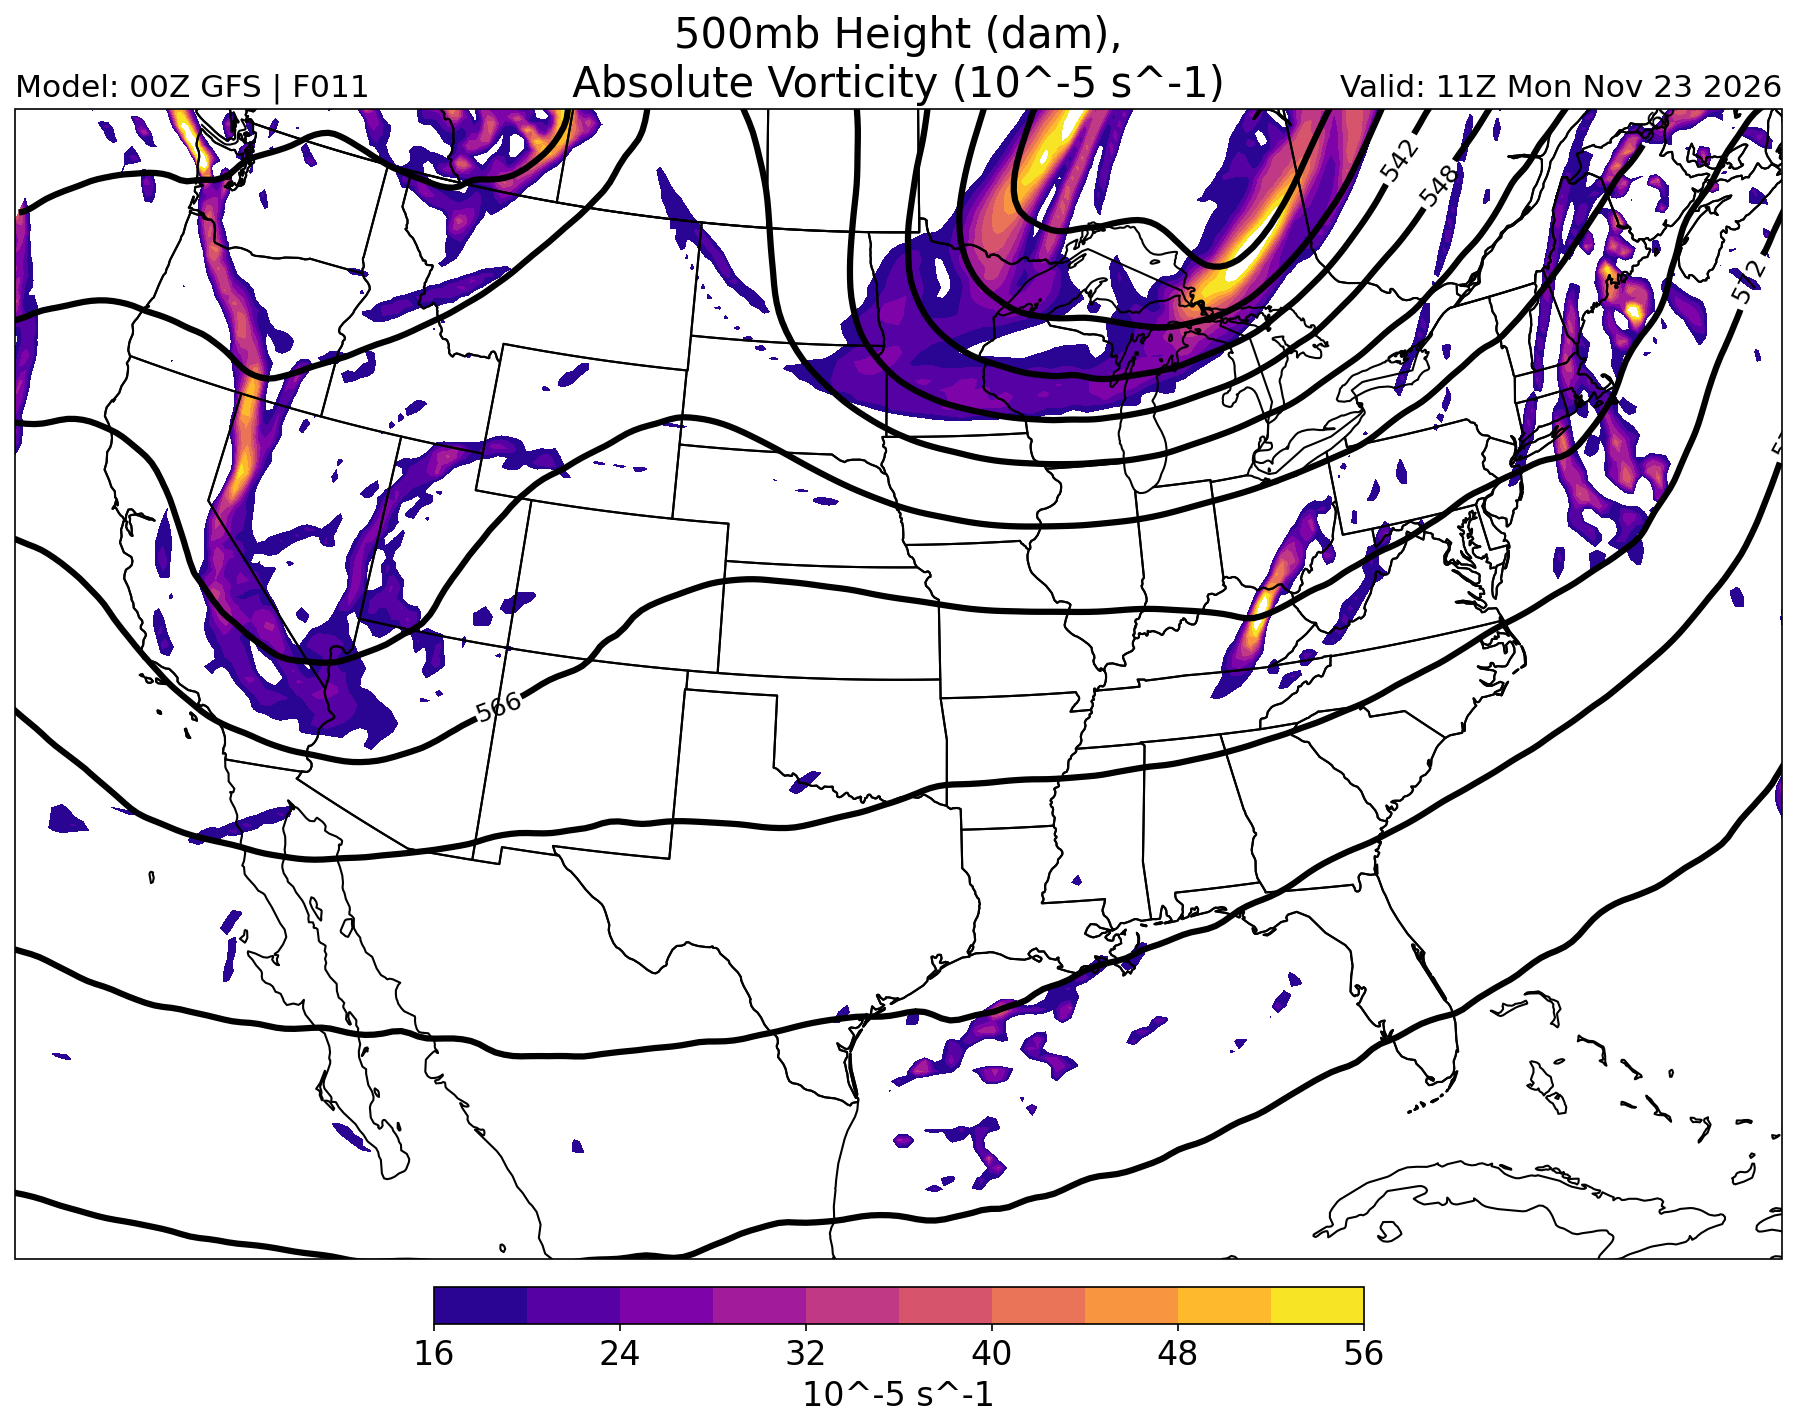 500mb Height (dam),
Absolute Vorticity (10^-5 s^-1)
Model: 00Z GFS | F011
Valid: 11Z Mon Nov 23 2026
542
548
572
566
16 24 32 40 48 56
10^-5 s^-1